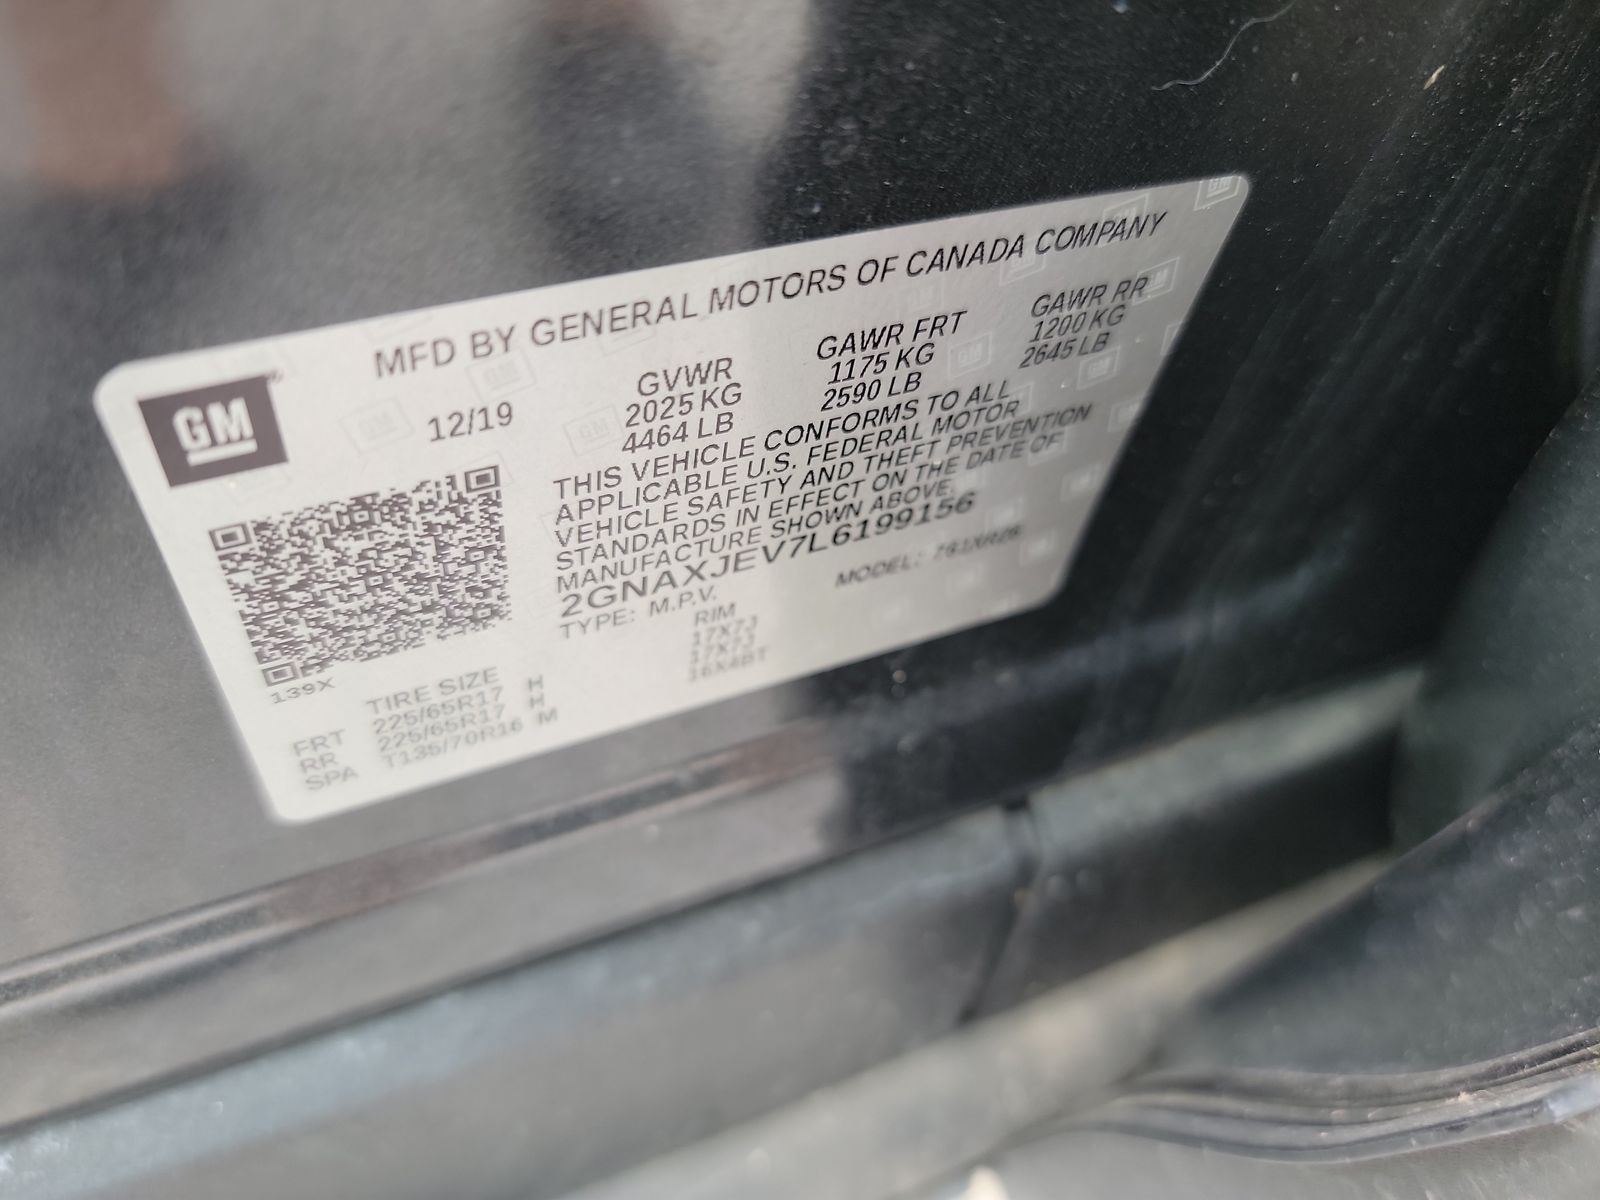 MFD BY GENERAL MOTORS OF CANADA COMPANY
GM
12/19
GVWR
2025 KG
4464 LB
GAWR FRT
1175 KG
2590 LB
GAWR RR
1200 KG
2645 LB
THIS VEHICLE CONFORMS TO ALL
APPLICABLE U.S. FEDERAL MOTOR
VEHICLE SAFETY AND THEFT PREVENTION
STANDARDS IN EFFECT ON THE DATE OF
MANUFACTURE SHOWN ABOVE.
2GNAXJEV7L6199156
TYPE: M.P.V.
MODEL:
139X
TIRE SIZE
RIM
FRT 225/65R17 H 17X7J
RR 225/65R17 H 17X7J
SPA T135/70R16 M 16X4BT